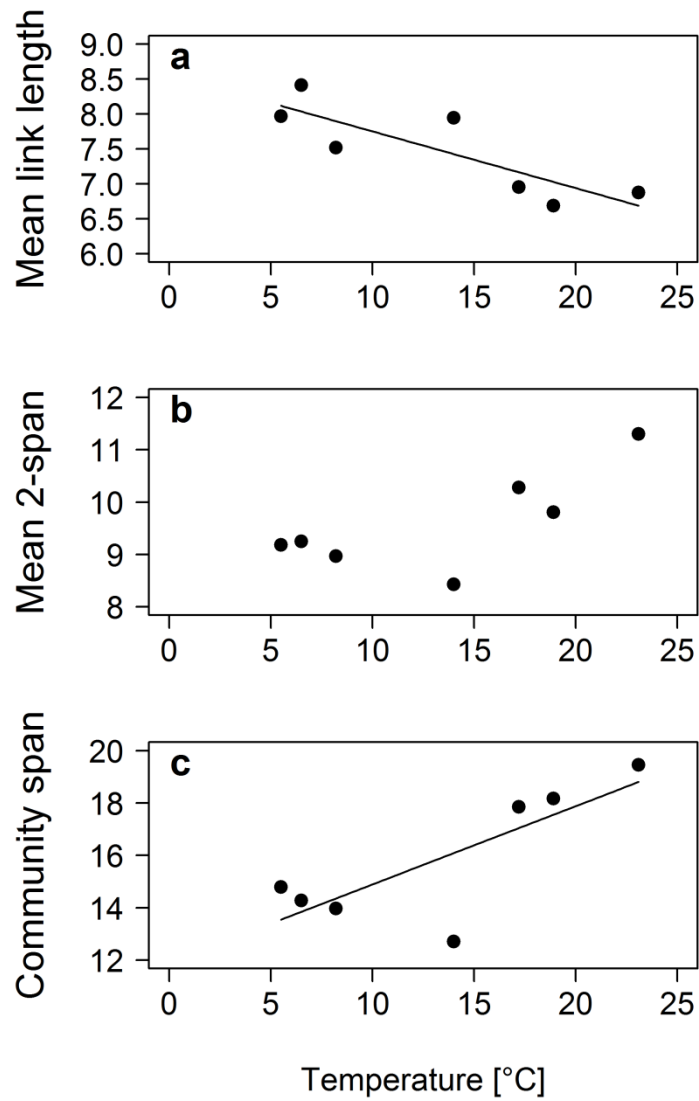 Mean link length
a
9.0
8.5
8.0
7.5
7.0
6.5
6.0
0 5 10 15 20 25
Mean 2-span
b
12
11
10
9
8
0 5 10 15 20 25
Community span
c
20
18
16
14
12
0 5 10 15 20 25
Temperature [°C]